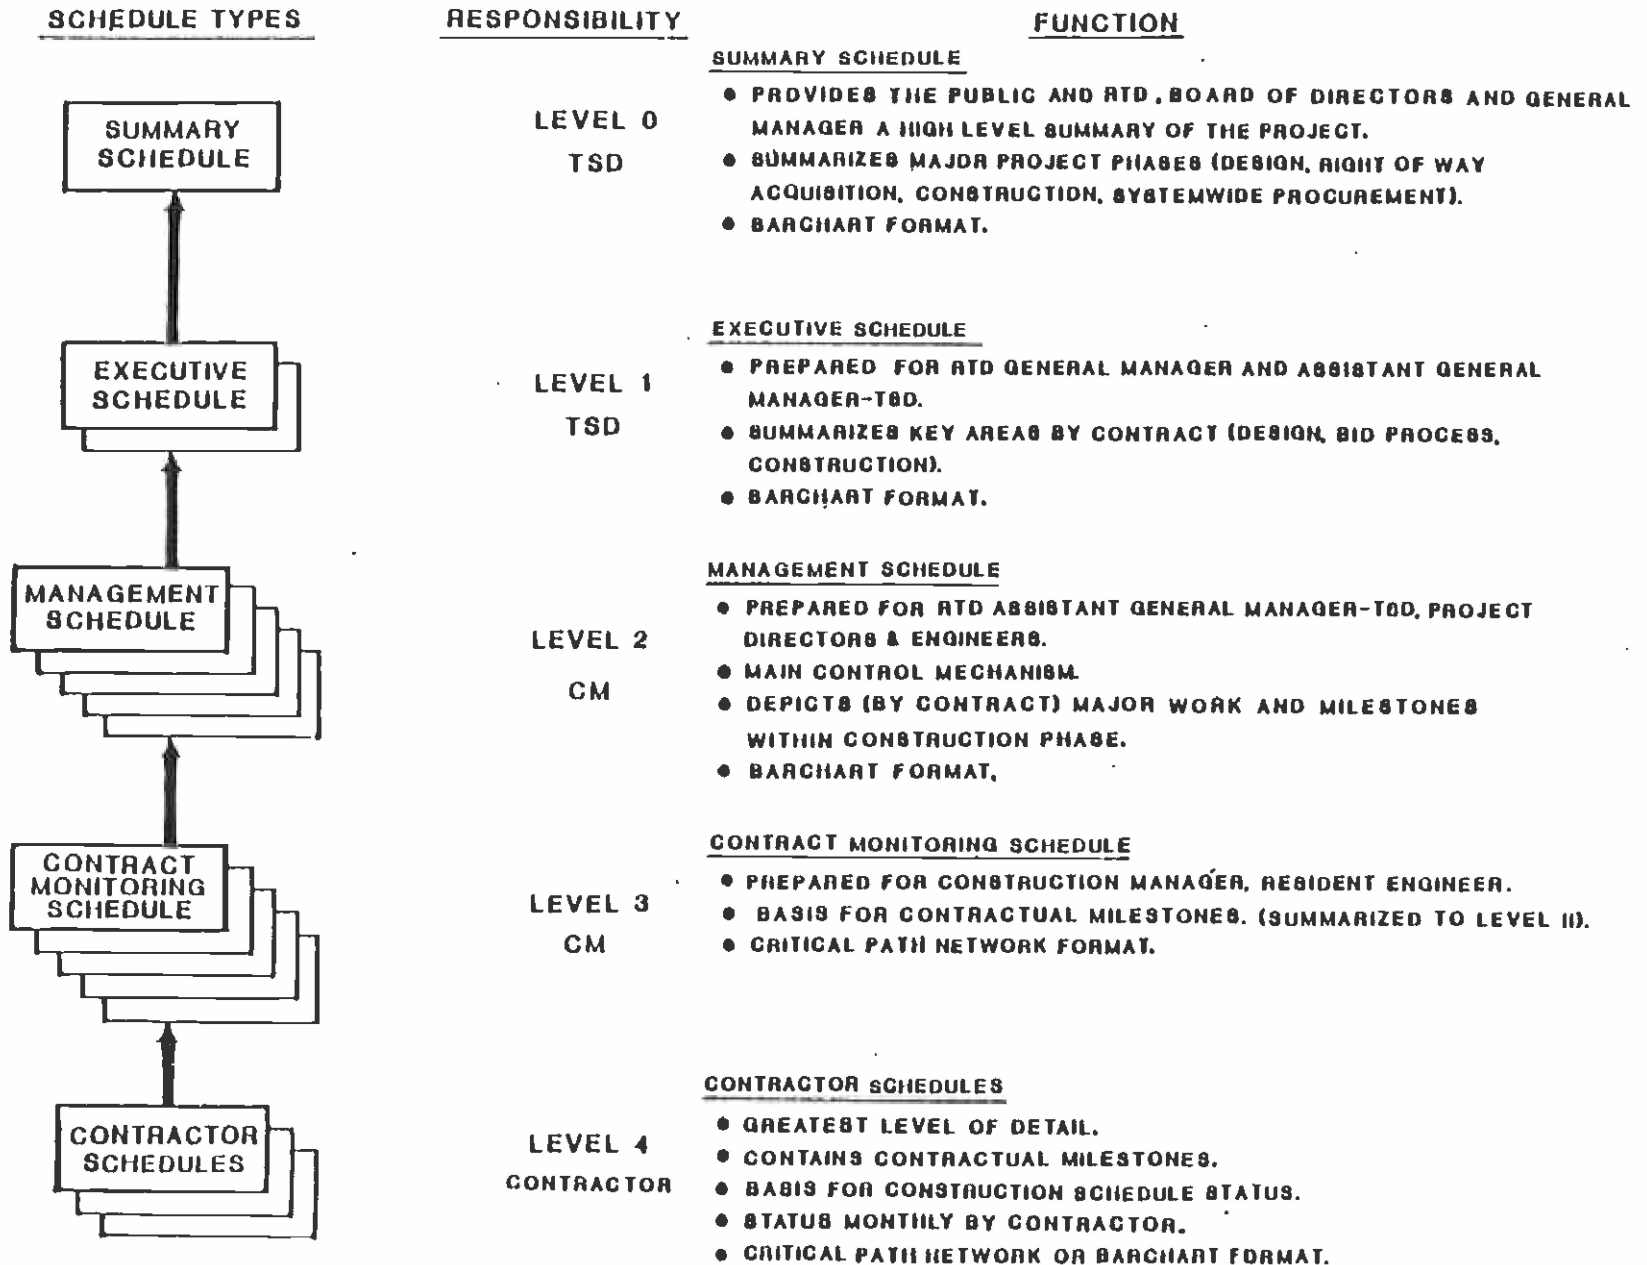 SCHEDULE TYPES
RESPONSIBILITY
FUNCTION
SUMMARY
SCHEDULE
LEVEL 0
TSD
SUMMARY SCHEDULE
● PROVIDES THE PUBLIC AND RTD , BOARD OF DIRECTORS AND GENERAL
MANAGER A HIGH LEVEL SUMMARY OF THE PROJECT.
● SUMMARIZES MAJOR PROJECT PHASES (DESIGN, RIGHT OF WAY
ACQUISITION, CONSTRUCTION, SYSTEMWIDE PROCUREMENT).
● BARCHART FORMAT.
EXECUTIVE
SCHEDULE
LEVEL 1
TSD
EXECUTIVE SCHEDULE
● PREPARED FOR RTD GENERAL MANAGER AND ASSISTANT GENERAL
MANAGER-TSD.
● SUMMARIZES KEY AREAS BY CONTRACT (DESIGN, BID PROCESS,
CONSTRUCTION).
● BARCHART FORMAT.
MANAGEMENT
SCHEDULE
LEVEL 2
CM
MANAGEMENT SCHEDULE
● PREPARED FOR RTD ASSISTANT GENERAL MANAGER-TSD, PROJECT
DIRECTORS & ENGINEERS.
● MAIN CONTROL MECHANISM.
● DEPICTS (BY CONTRACT) MAJOR WORK AND MILESTONES
WITHIN CONSTRUCTION PHASE.
● BARCHART FORMAT.
CONTRACT
MONITORING
SCHEDULE
LEVEL 3
CM
CONTRACT MONITORING SCHEDULE
● PREPARED FOR CONSTRUCTION MANAGER, RESIDENT ENGINEER.
● BASIS FOR CONTRACTUAL MILESTONES. (SUMMARIZED TO LEVEL II).
● CRITICAL PATH NETWORK FORMAT.
CONTRACTOR
SCHEDULES
LEVEL 4
CONTRACTOR
CONTRACTOR SCHEDULES
● GREATEST LEVEL OF DETAIL.
● CONTAINS CONTRACTUAL MILESTONES.
● BASIS FOR CONSTRUCTION SCHEDULE STATUS.
● STATUS MONTHLY BY CONTRACTOR.
● CRITICAL PATH NETWORK OR BARCHART FORMAT.